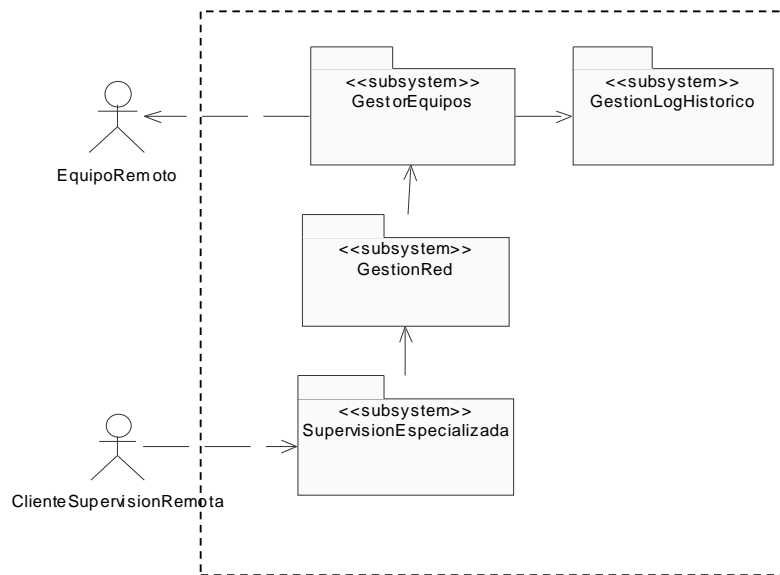 <<subsystem>>
GestorEquipos
<<subsystem>>
GestionLogHistorico
EquipoRemoto
<<subsystem>>
GestionRed
<<subsystem>>
SupervisionEspecializada
ClienteSupervisionRemota